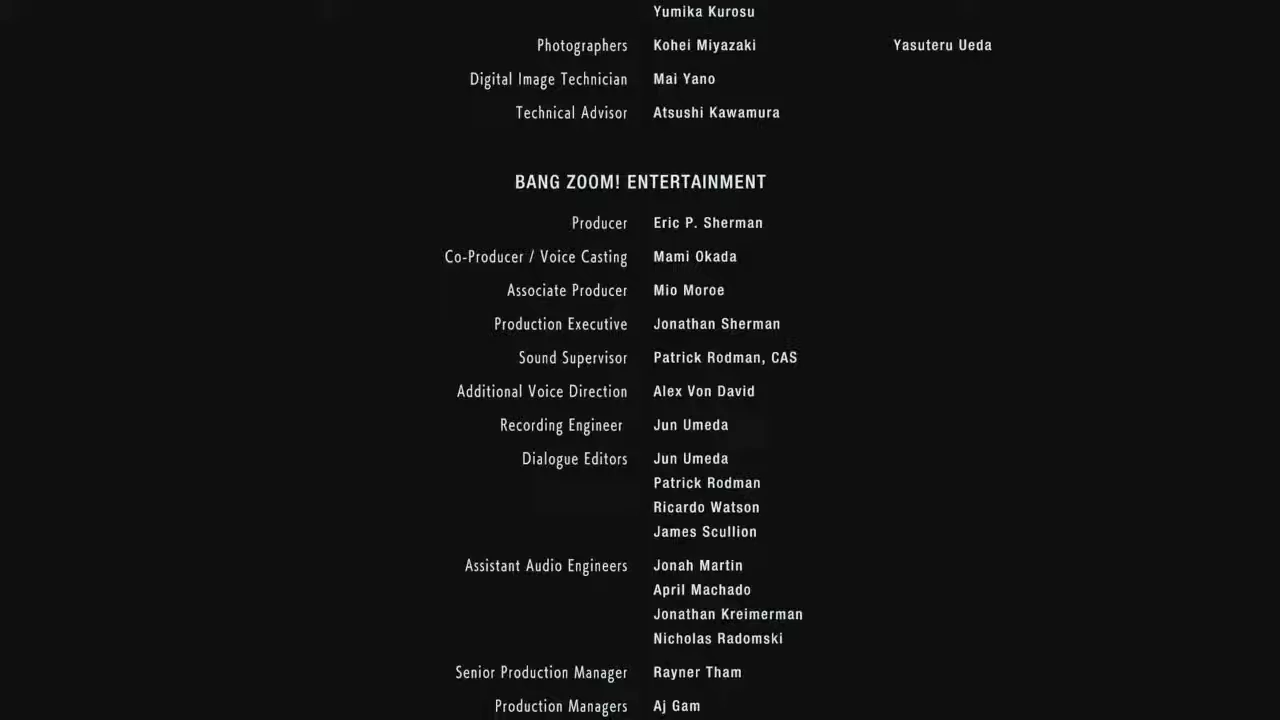 Yumika Kurosu
Photographers Kohei Miyazaki Yasuteru Ueda
Digital Image Technician Mai Yano
Technical Advisor Atsushi Kawamura
BANG ZOOM! ENTERTAINMENT
Producer Eric P. Sherman
Co-Producer / Voice Casting Mami Okada
Associate Producer Mio Moroe
Production Executive Jonathan Sherman
Sound Supervisor Patrick Rodman, CAS
Additional Voice Direction Alex Von David
Recording Engineer Jun Umeda
Dialogue Editors Jun Umeda
Patrick Rodman
Ricardo Watson
James Scullion
Assistant Audio Engineers Jonah Martin
April Machado
Jonathan Kreimerman
Nicholas Radomski
Senior Production Manager Rayner Tham
Production Managers Aj Gam